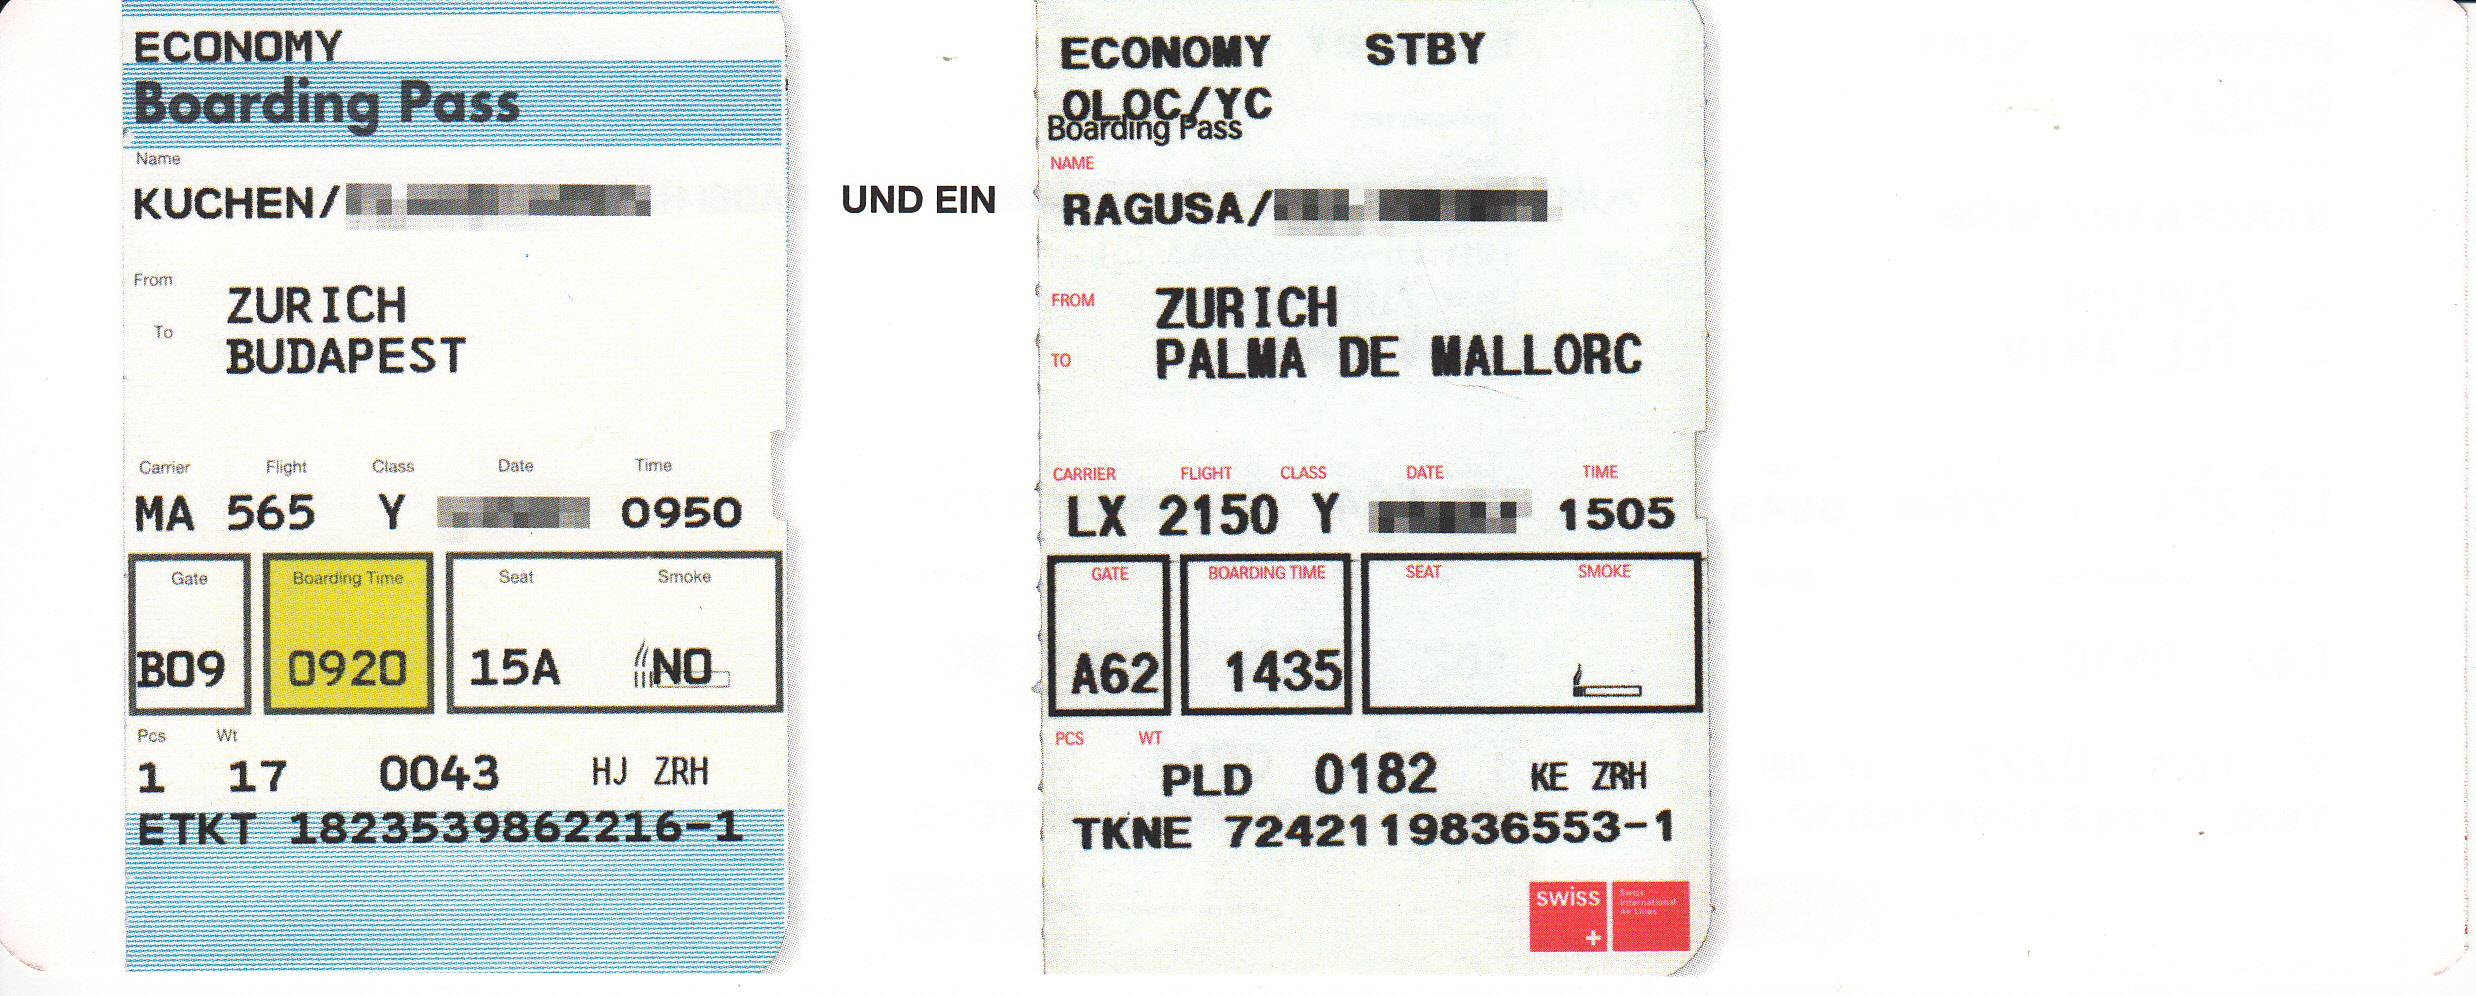 ECONOMY
Boarding Pass
Name
KUCHEN/
From
ZURICH
To
BUDAPEST
Carrier Flight Class Date Time
MA 565 Y 0950
Gate Boarding Time Seat Smoke
B09 0920 15A NO
Pcs Wt
1 17 0043 HJ ZRH
ETKT 1823539862216-1
UND EIN
ECONOMY STBY
OLOC/YC
Boarding Pass
NAME
RAGUSA/
FROM ZURICH
TO PALMA DE MALLORC
CARRIER FLIGHT CLASS DATE TIME
LX 2150 Y 1505
GATE BOARDING TIME SEAT SMOKE
A62 1435
PCS WT
PLD 0182 KE ZRH
TKNE 7242119836553-1
swiss
Swiss
International
Air Lines